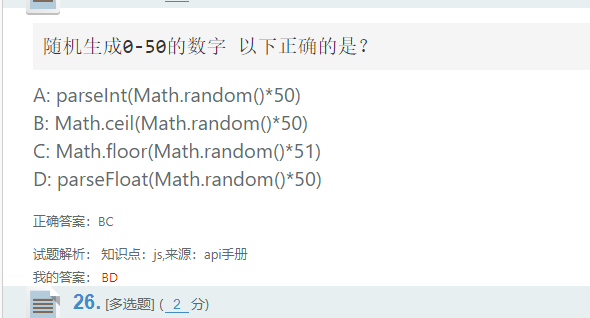 随机生成0-50的数字 以下正确的是？
A: parseInt(Math.random()*50)
B: Math.ceil(Math.random()*50)
C: Math.floor(Math.random()*51)
D: parseFloat(Math.random()*50)
正确答案：BC
试题解析： 知识点：js,来源：api手册
我的答案： BD
26. [多选题] ( 2 分)